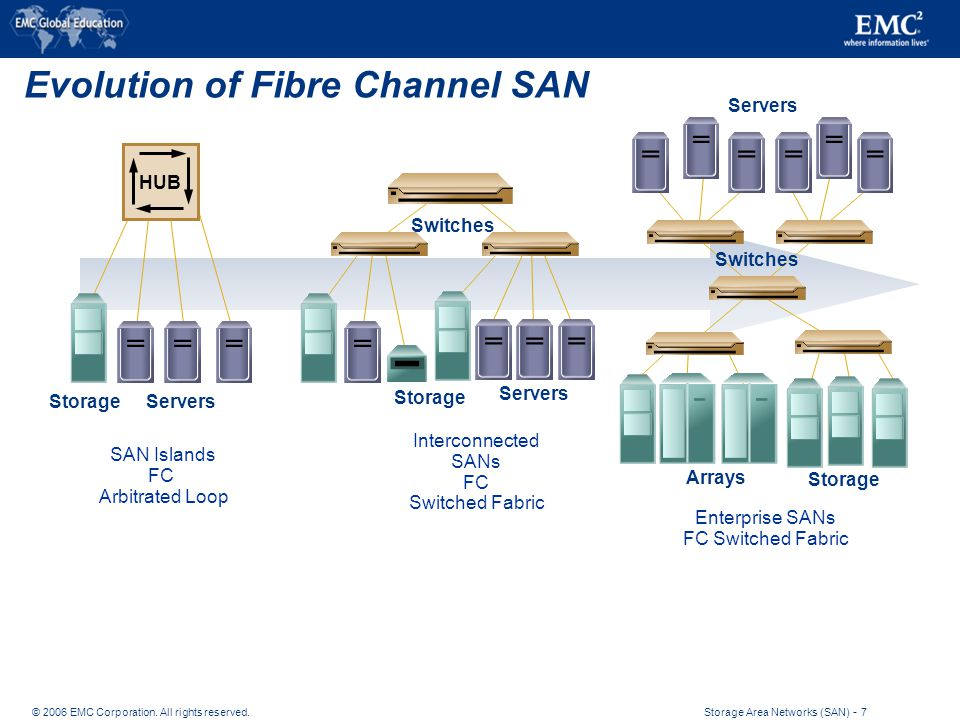 EMC Global Education
EMC²
where information lives®
Evolution of Fibre Channel SAN
HUB
Storage
Servers
SAN Islands
FC
Arbitrated Loop
Switches
Storage
Servers
Interconnected
SANs
FC
Switched Fabric
Servers
Switches
Arrays
Storage
Enterprise SANs
FC Switched Fabric
© 2006 EMC Corporation. All rights reserved.
Storage Area Networks (SAN) - 7